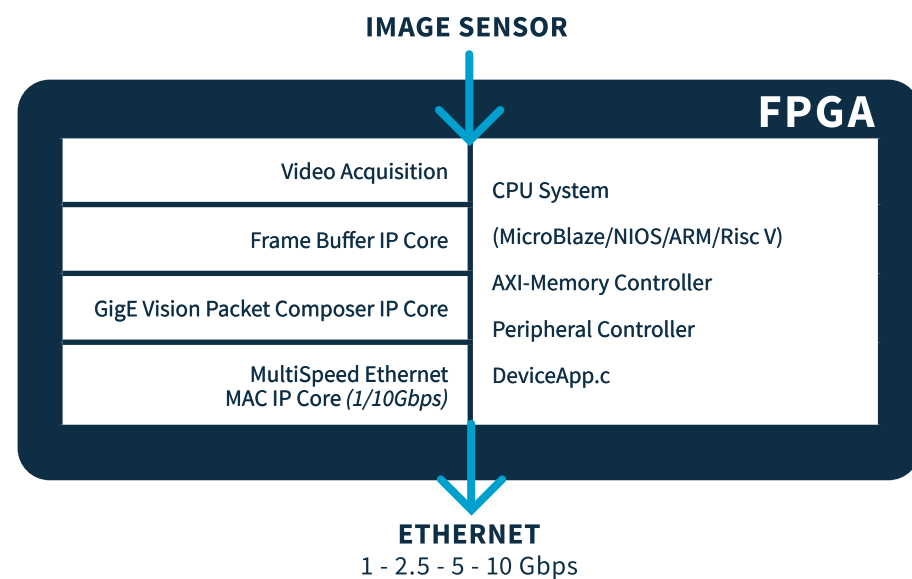 IMAGE SENSOR
FPGA
Video Acquisition
Frame Buffer IP Core
GigE Vision Packet Composer IP Core
MultiSpeed Ethernet
MAC IP Core (1/10Gbps)
CPU System
(MicroBlaze/NIOS/ARM/Risc V)
AXI-Memory Controller
Peripheral Controller
DeviceApp.c
ETHERNET
1 - 2.5 - 5 - 10 Gbps